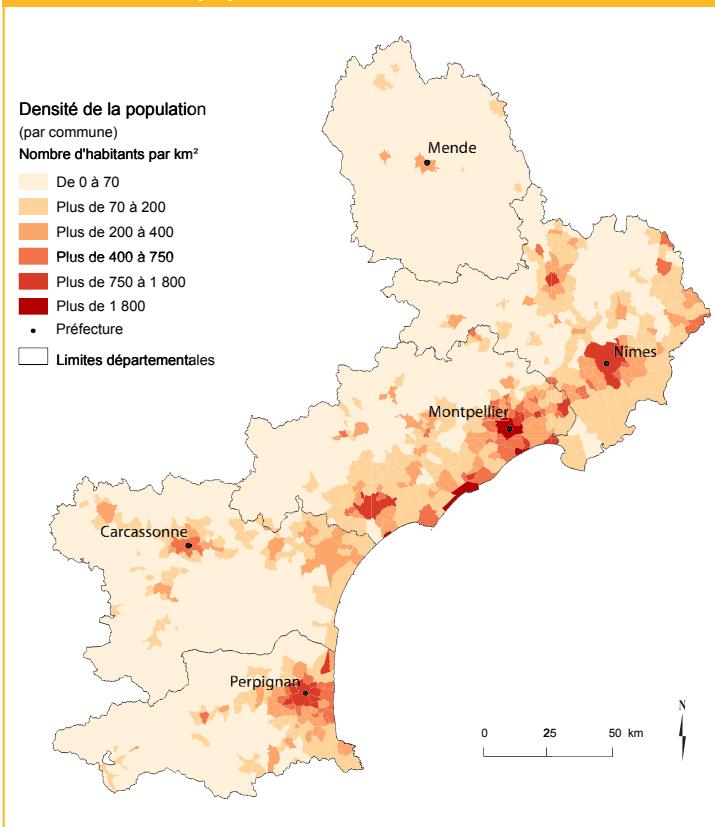 Densité de la population
(par commune)
Nombre d'habitants par km²
De 0 à 70
Plus de 70 à 200
Plus de 200 à 400
Plus de 400 à 750
Plus de 750 à 1 800
Plus de 1 800
Préfecture
Limites départementales
Mende
Nîmes
Montpellier
Carcassonne
Perpignan
N
0 25 50 km